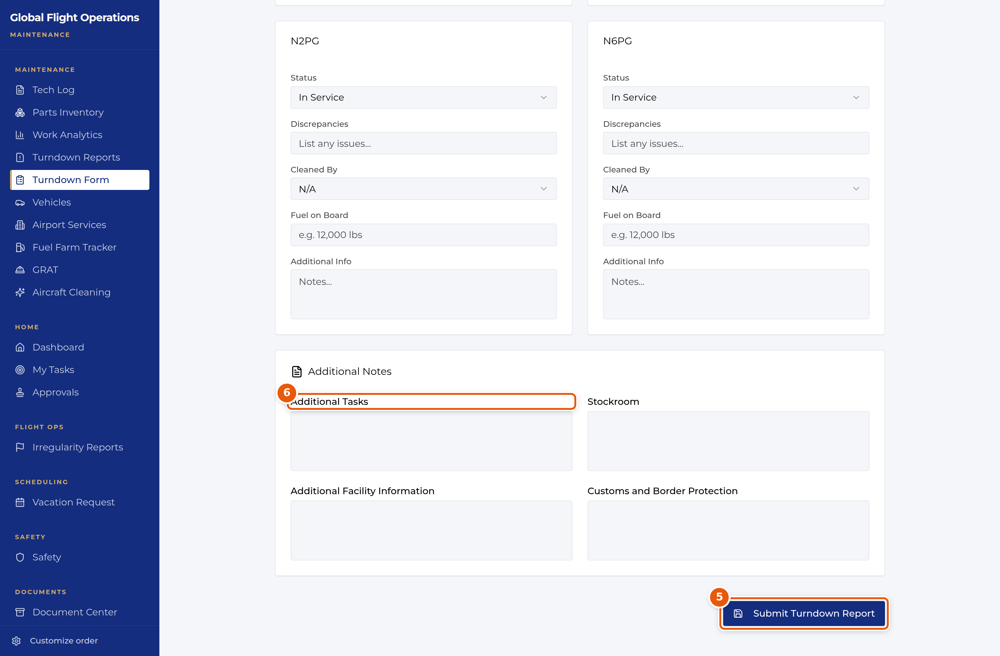 Global Flight Operations
MAINTENANCE
MAINTENANCE
Tech Log
Parts Inventory
Work Analytics
Turndown Reports
Turndown Form
Vehicles
Airport Services
Fuel Farm Tracker
GRAT
Aircraft Cleaning
HOME
Dashboard
My Tasks
Approvals
FLIGHT OPS
Irregularity Reports
SCHEDULING
Vacation Request
SAFETY
Safety
DOCUMENTS
Document Center
Customize order
N2PG
Status
In Service
Discrepancies
List any issues...
Cleaned By
N/A
Fuel on Board
e.g. 12,000 lbs
Additional Info
Notes...
N6PG
Status
In Service
Discrepancies
List any issues...
Cleaned By
N/A
Fuel on Board
e.g. 12,000 lbs
Additional Info
Notes...
Additional Notes
6
Additional Tasks
Stockroom
Additional Facility Information
Customs and Border Protection
5
Submit Turndown Report